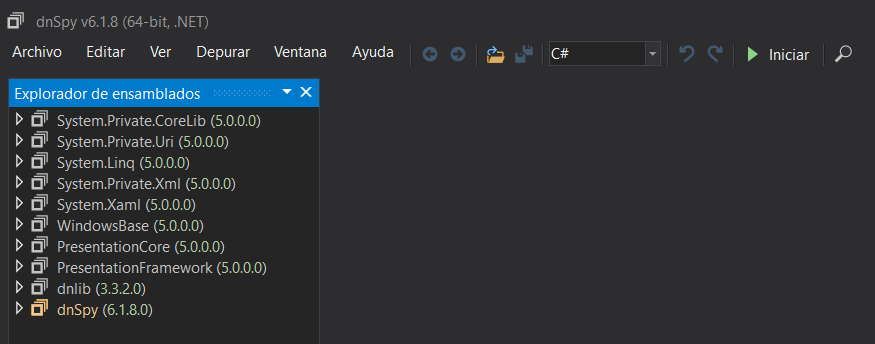 dnSpy v6.1.8 (64-bit, .NET)
Archivo Editar Ver Depurar Ventana Ayuda C# Iniciar
Explorador de ensamblados
System.Private.CoreLib (5.0.0.0)
System.Private.Uri (5.0.0.0)
System.Linq (5.0.0.0)
System.Private.Xml (5.0.0.0)
System.Xaml (5.0.0.0)
WindowsBase (5.0.0.0)
PresentationCore (5.0.0.0)
PresentationFramework (5.0.0.0)
dnlib (3.3.2.0)
dnSpy (6.1.8.0)